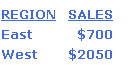 REGION SALES
East $700
West $2050